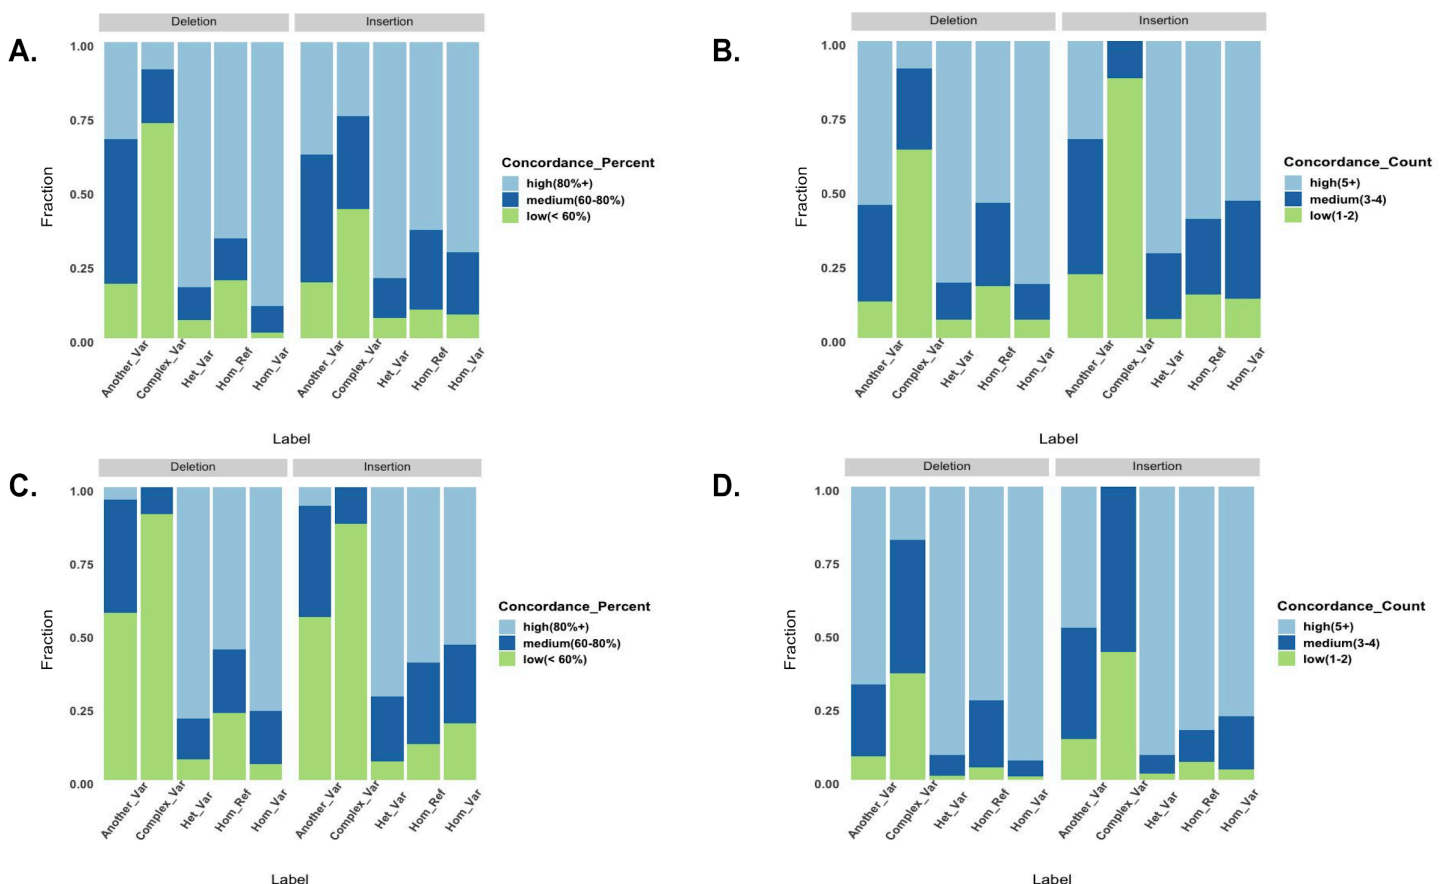 A.
Deletion
Insertion
1.00
0.75
0.50
0.25
0.00
Fraction
Another_Var
Complex_Var
Het_Var
Hom_Ref
Hom_Var
Another_Var
Complex_Var
Het_Var
Hom_Ref
Hom_Var
Label
Concordance_Percent
high(80%+)
medium(60-80%)
low(< 60%)
B.
Deletion
Insertion
1.00
0.75
0.50
0.25
0.00
Fraction
Another_Var
Complex_Var
Het_Var
Hom_Ref
Hom_Var
Another_Var
Complex_Var
Het_Var
Hom_Ref
Hom_Var
Label
Concordance_Count
high(5+)
medium(3-4)
low(1-2)
C.
Deletion
Insertion
1.00
0.75
0.50
0.25
0.00
Fraction
Another_Var
Complex_Var
Het_Var
Hom_Ref
Hom_Var
Another_Var
Complex_Var
Het_Var
Hom_Ref
Hom_Var
Label
Concordance_Percent
high(80%+)
medium(60-80%)
low(< 60%)
D.
Deletion
Insertion
1.00
0.75
0.50
0.25
0.00
Fraction
Another_Var
Complex_Var
Het_Var
Hom_Ref
Hom_Var
Another_Var
Complex_Var
Het_Var
Hom_Ref
Hom_Var
Label
Concordance_Count
high(5+)
medium(3-4)
low(1-2)